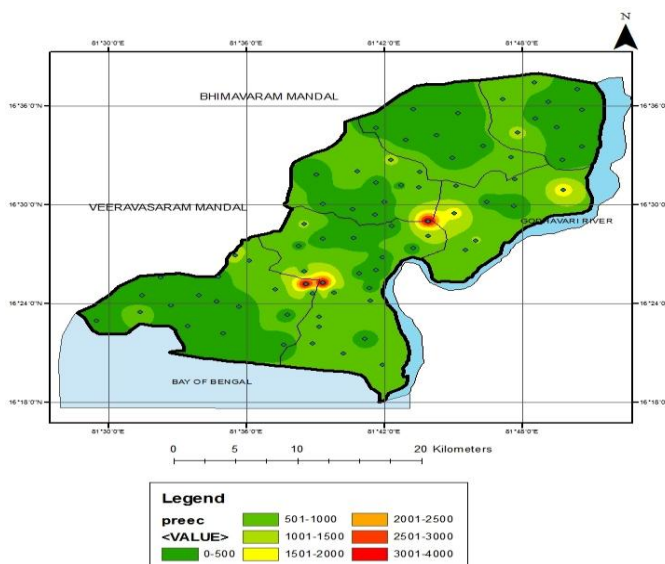 N
81°30'0"E 81°36'0"E 81°42'0"E 81°48'0"E
BHIMAVARAM MANDAL
16°36'0"N 16°36'0"N
16°30'0"N 16°30'0"N
VEERAVASARAM MANDAL
GODHAVARI RIVER
16°24'0"N 16°24'0"N
BAY OF BENGAL
16°18'0"N 16°18'0"N
81°30'0"E 81°36'0"E 81°42'0"E 81°48'0"E
0 5 10 20 Kilometers
Legend
preec 501-1000 2001-2500
<VALUE> 1001-1500 2501-3000
0-500 1501-2000 3001-4000